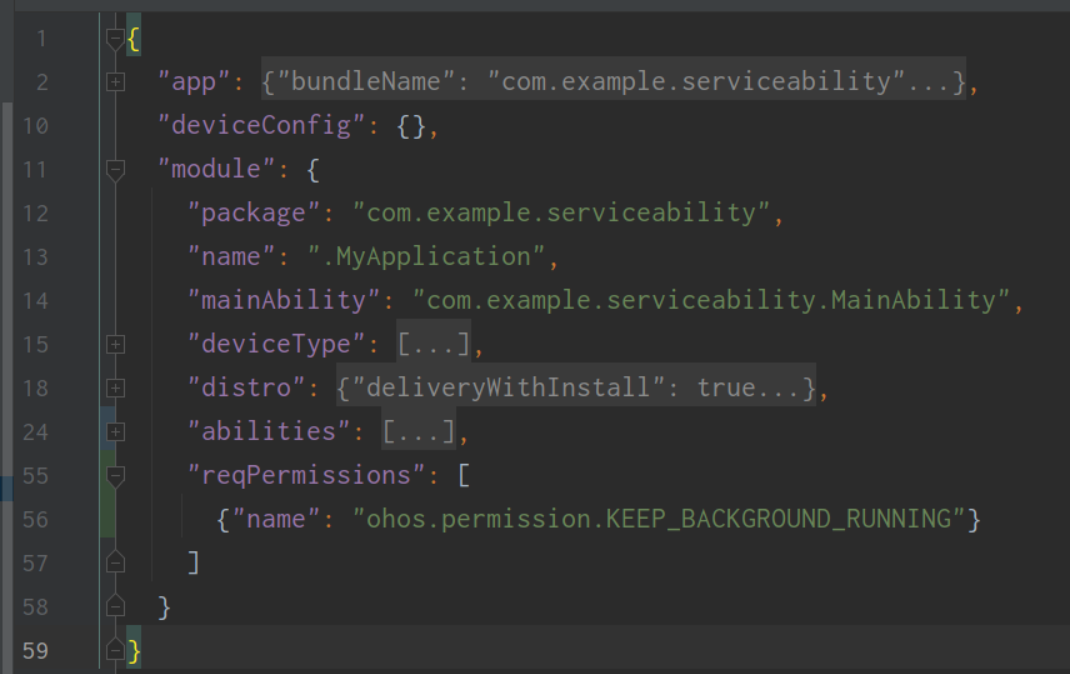 1 {
2 "app": {"bundleName": "com.example.serviceability"...},
10 "deviceConfig": {},
11 "module": {
12 "package": "com.example.serviceability",
13 "name": ".MyApplication",
14 "mainAbility": "com.example.serviceability.MainAbility",
15 "deviceType": [...],
18 "distro": {"deliveryWithInstall": true...},
24 "abilities": [...],
55 "reqPermissions": [
56 {"name": "ohos.permission.KEEP_BACKGROUND_RUNNING"}
57 ]
58 }
59 }